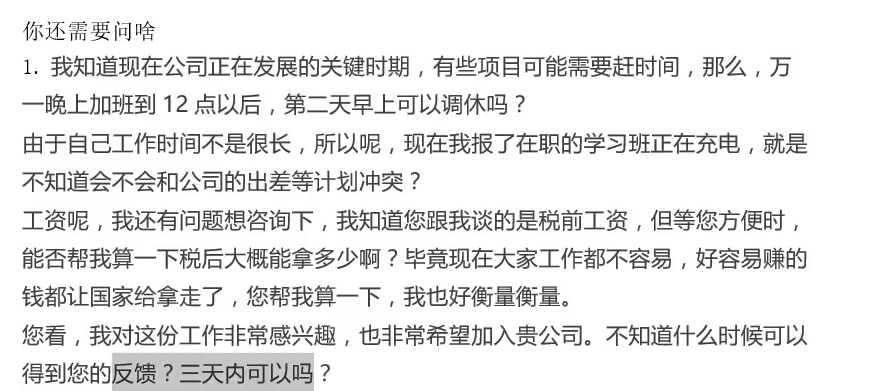 你还需要问啥
1. 我知道现在公司正在发展的关键时期，有些项目可能需要赶时间，那么，万
一晚上加班到 12 点以后，第二天早上可以调休吗？
由于自己工作时间不是很长，所以呢，现在我报了在职的学习班正在充电，就是
不知道会不会和公司的出差等计划冲突？
工资呢，我还有问题想咨询下，我知道您跟我谈的是税前工资，但等您方便时，
能否帮我算一下税后大概能拿多少啊？毕竟现在大家工作都不容易，好容易赚的
钱都让国家给拿走了，您帮我算一下，我也好衡量衡量。
您看，我对这份工作非常感兴趣，也非常希望加入贵公司。不知道什么时候可以
得到您的反馈？三天内可以吗？